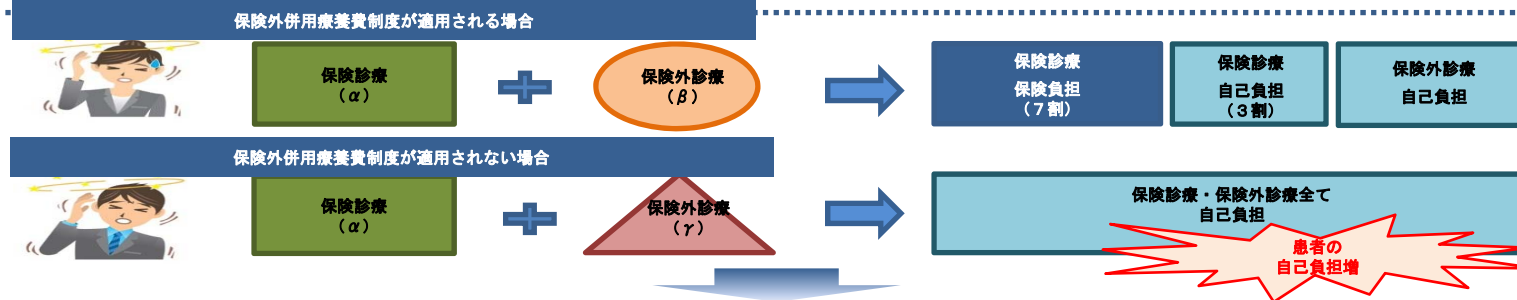 保険外併用療養費制度が適用される場合
保険診療
（α）
保険外診療
（β）
保険診療
保険負担
（７割）
保険診療
自己負担
（３割）
保険外診療
自己負担
保険外併用療養費制度が適用されない場合
保険診療
（α）
保険外診療
（γ）
保険診療・保険外診療全て
自己負担
患者の
自己負担増